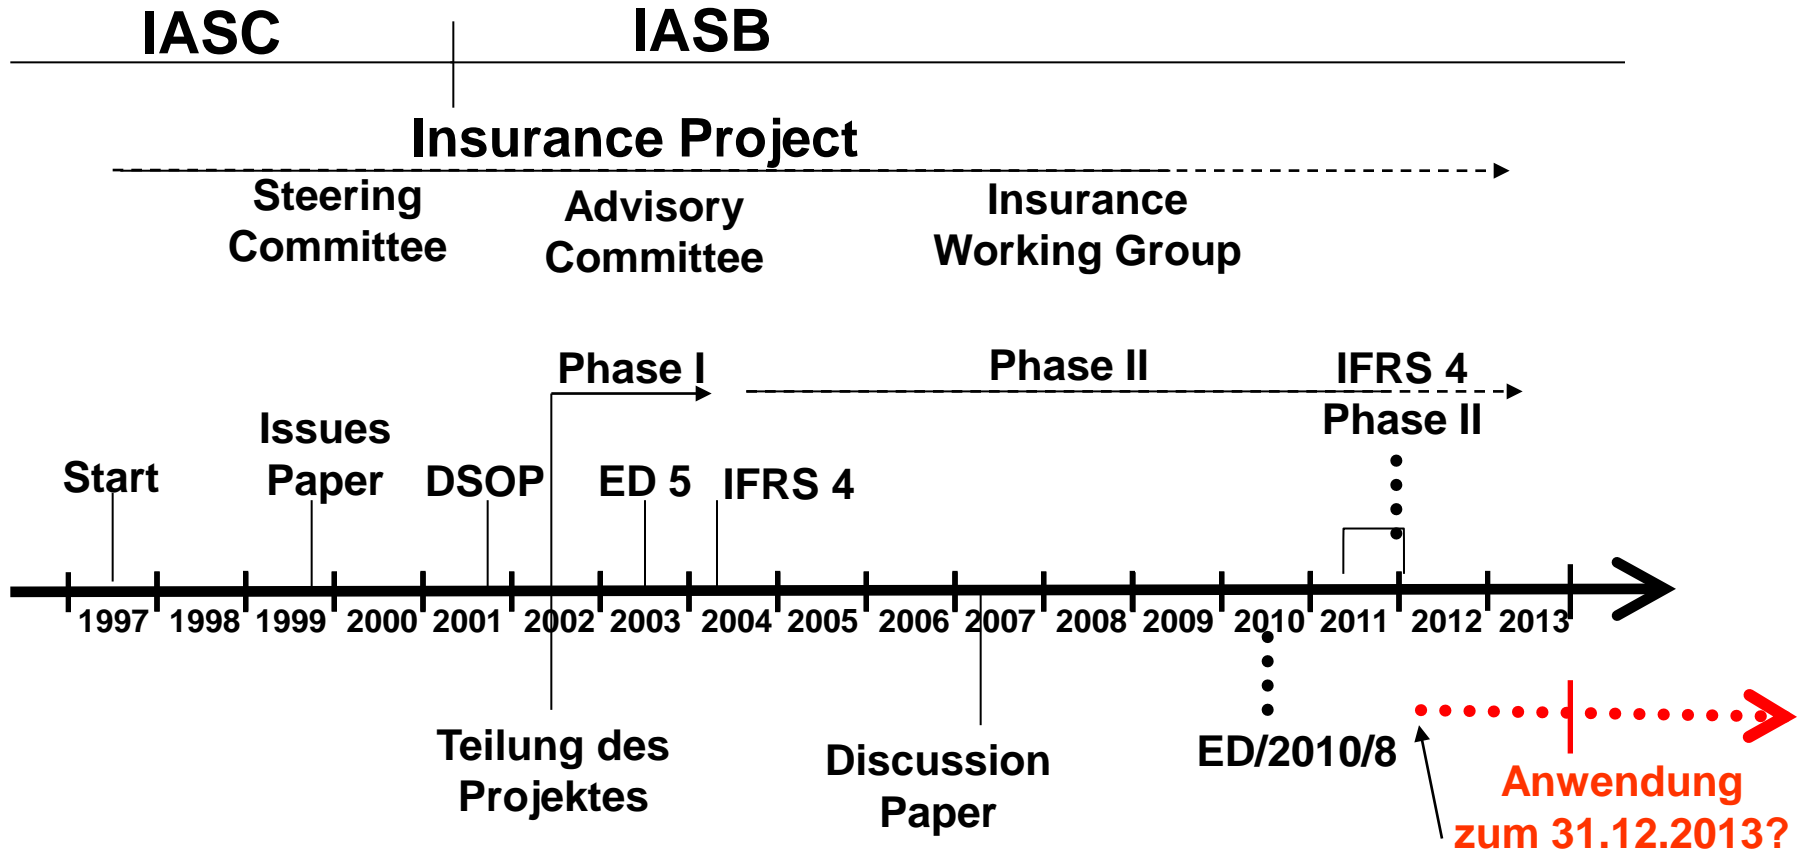 IASC
IASB
Insurance Project
Steering
Committee
Advisory
Committee
Insurance
Working Group
Phase I
Phase II
IFRS 4
Phase II
Start
Issues
Paper
DSOP
ED 5
IFRS 4
1997 1998 1999 2000 2001 2002 2003 2004 2005 2006 2007 2008 2009 2010 2011 2012 2013
Teilung des
Projektes
Discussion
Paper
ED/2010/8
Anwendung
zum 31.12.2013?